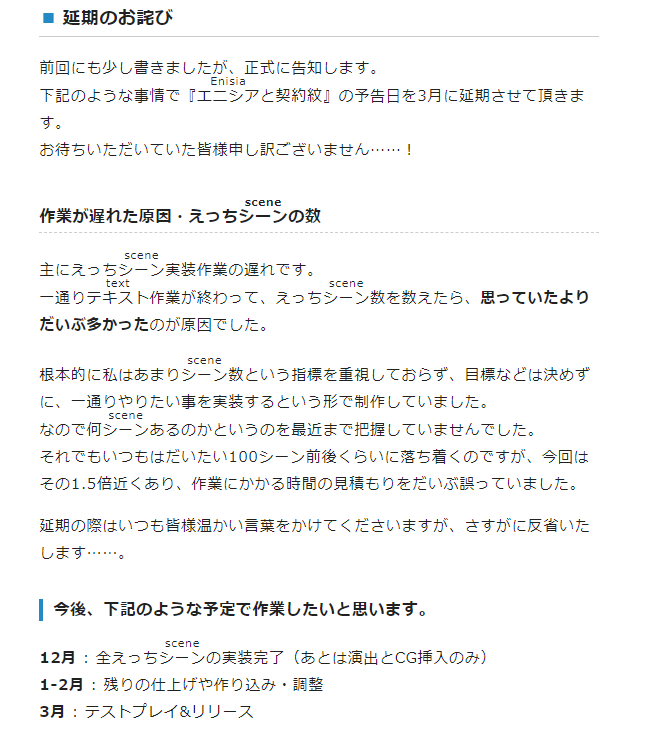 ■ 延期のお詫び
前回にも少し書きましたが、正式に告知します。
Enisia
下記のような事情で『エニシアと契約紋』の予告日を3月に延期させて頂きま
す。
お待ちいただいていた皆様申し訳ございません……！
scene
作業が遅れた原因・えっちシーンの数
scene
主にえっちシーン実装作業の遅れです。
text scene
一通りテキスト作業が終わって、えっちシーン数を数えたら、思っていたより
だいぶ多かったのが原因でした。
scene
根本的に私はあまりシーン数という指標を重視しておらず、目標などは決めず
に、一通りやりたい事を実装するという形で制作していました。
scene
なので何シーンあるのかというのを最近まで把握していませんでした。
それでもいつもはだいたい100シーン前後くらいに落ち着くのですが、今回は
その1.5倍近くあり、作業にかかる時間の見積もりをだいぶ誤っていました。
延期の際はいつも皆様温かい言葉をかけてくださいますが、さすがに反省いた
します……。
今後、下記のような予定で作業したいと思います。
scene
12月 : 全えっちシーンの実装完了（あとは演出とCG挿入のみ）
1-2月 : 残りの仕上げや作り込み・調整
3月 : テストプレイ&リリース